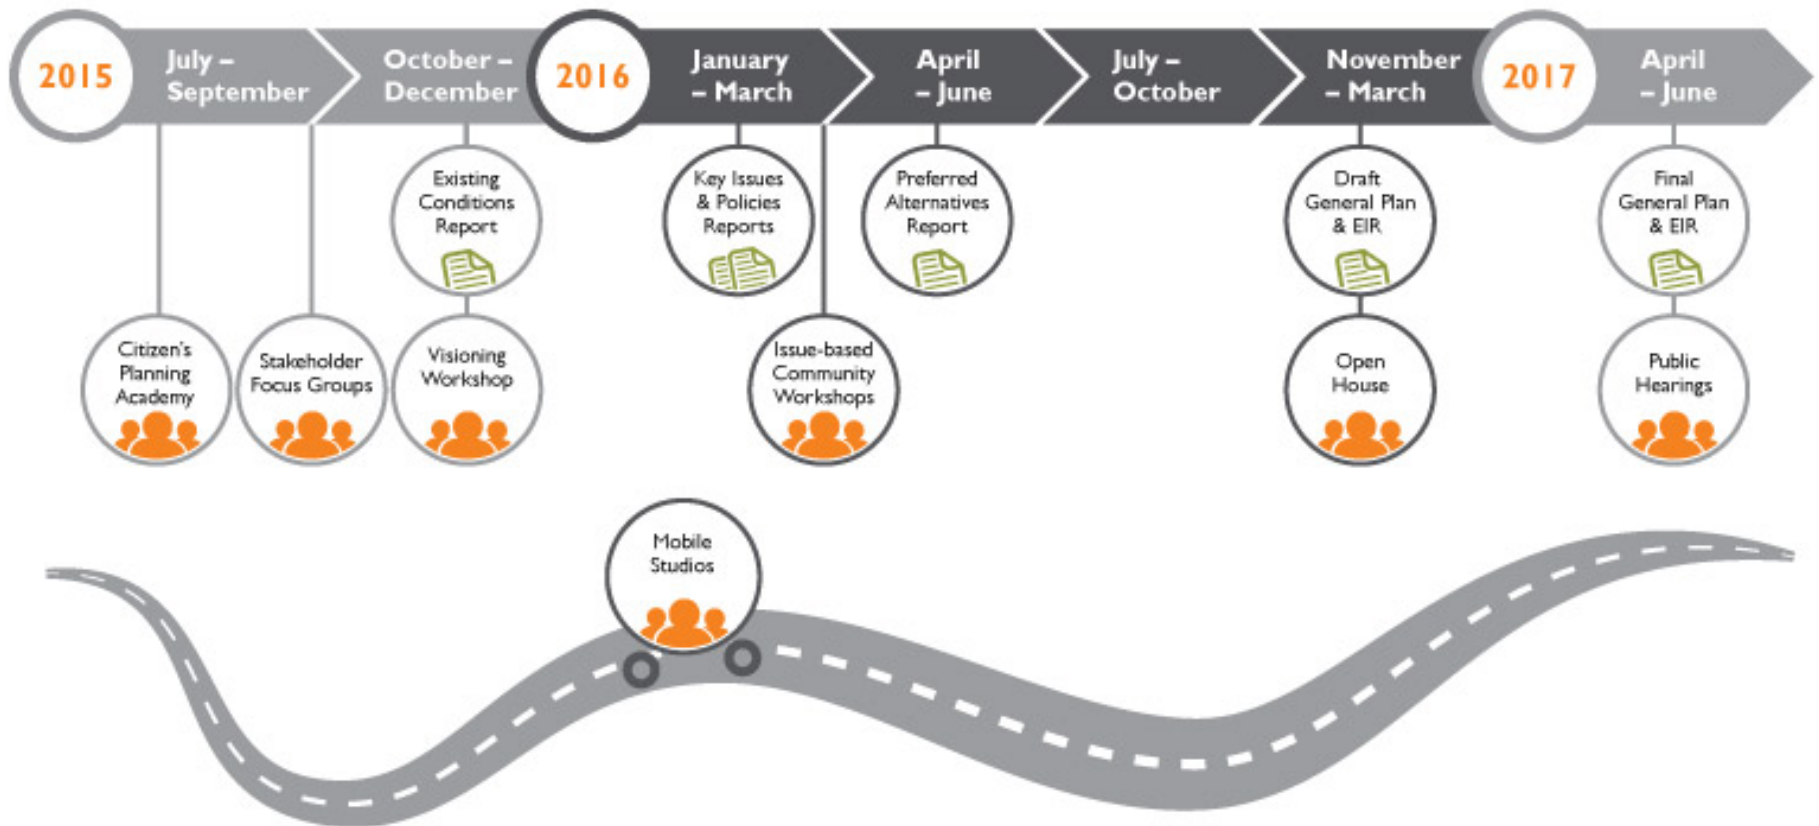 2015
July –
September
October –
December
2016
January
– March
April
– June
July –
October
November
– March
2017
April
– June
Existing
Conditions
Report
Key Issues
& Policies
Reports
Preferred
Alternatives
Report
Draft
General Plan
& EIR
Final
General Plan
& EIR
Citizen's
Planning
Academy
Stakeholder
Focus Groups
Visioning
Workshop
Issue-based
Community
Workshops
Open
House
Public
Hearings
Mobile
Studios